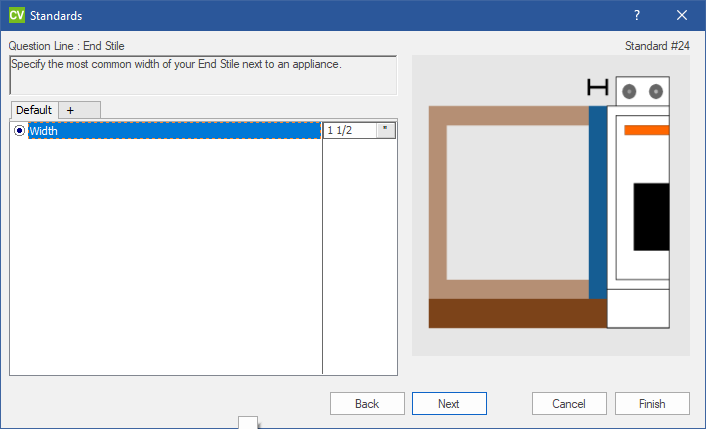 CV Standards
Question Line : End Stile
Standard #24
Specify the most common width of your End Stile next to an appliance.
Default +
Width 1 1/2 "
Back Next Cancel Finish